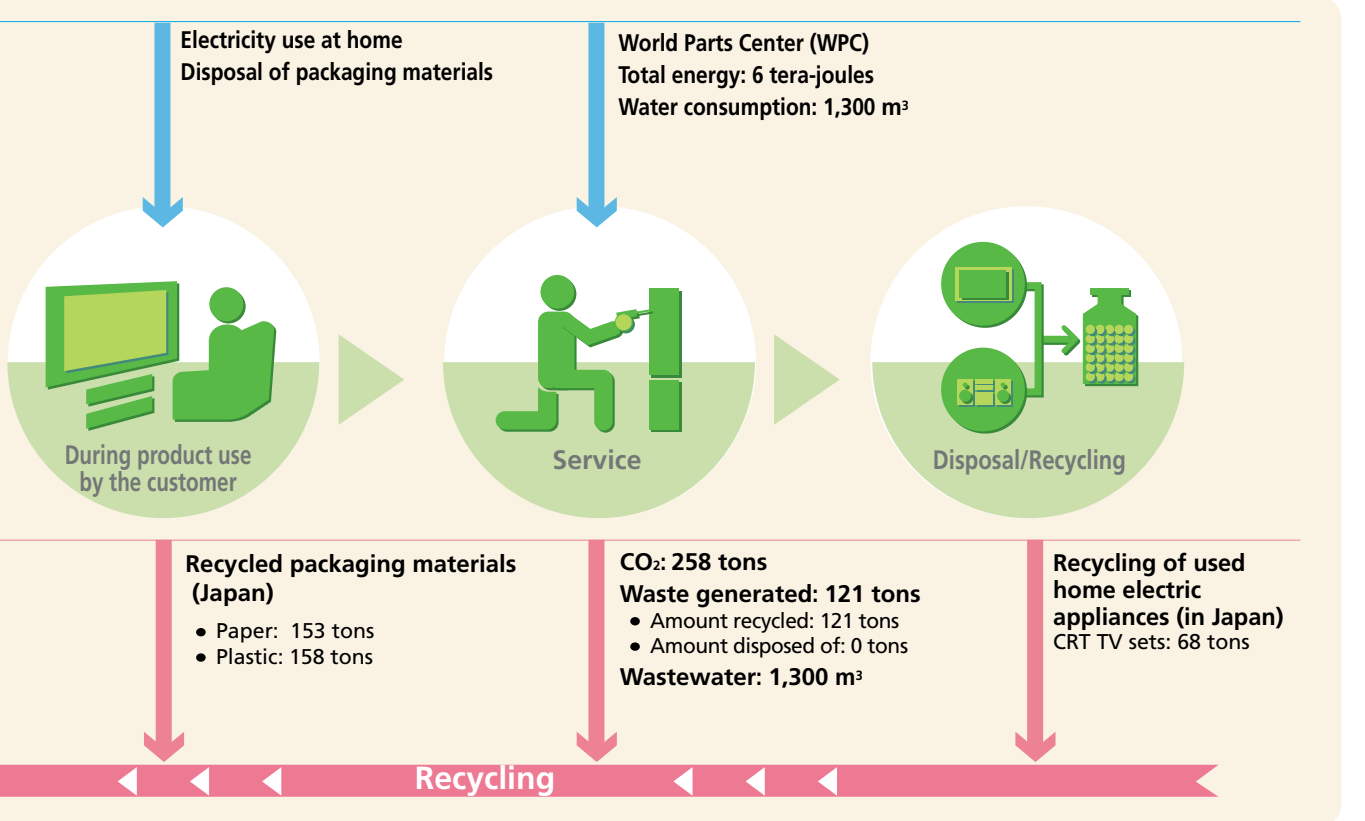 Electricity use at home
Disposal of packaging materials
World Parts Center (WPC)
Total energy: 6 tera-joules
Water consumption: 1,300 m³
During product use
by the customer
Service
Disposal/Recycling
Recycled packaging materials
(Japan)
• Paper: 153 tons
• Plastic: 158 tons
CO₂: 258 tons
Waste generated: 121 tons
• Amount recycled: 121 tons
• Amount disposed of: 0 tons
Wastewater: 1,300 m³
Recycling of used
home electric
appliances (in Japan)
CRT TV sets: 68 tons
Recycling